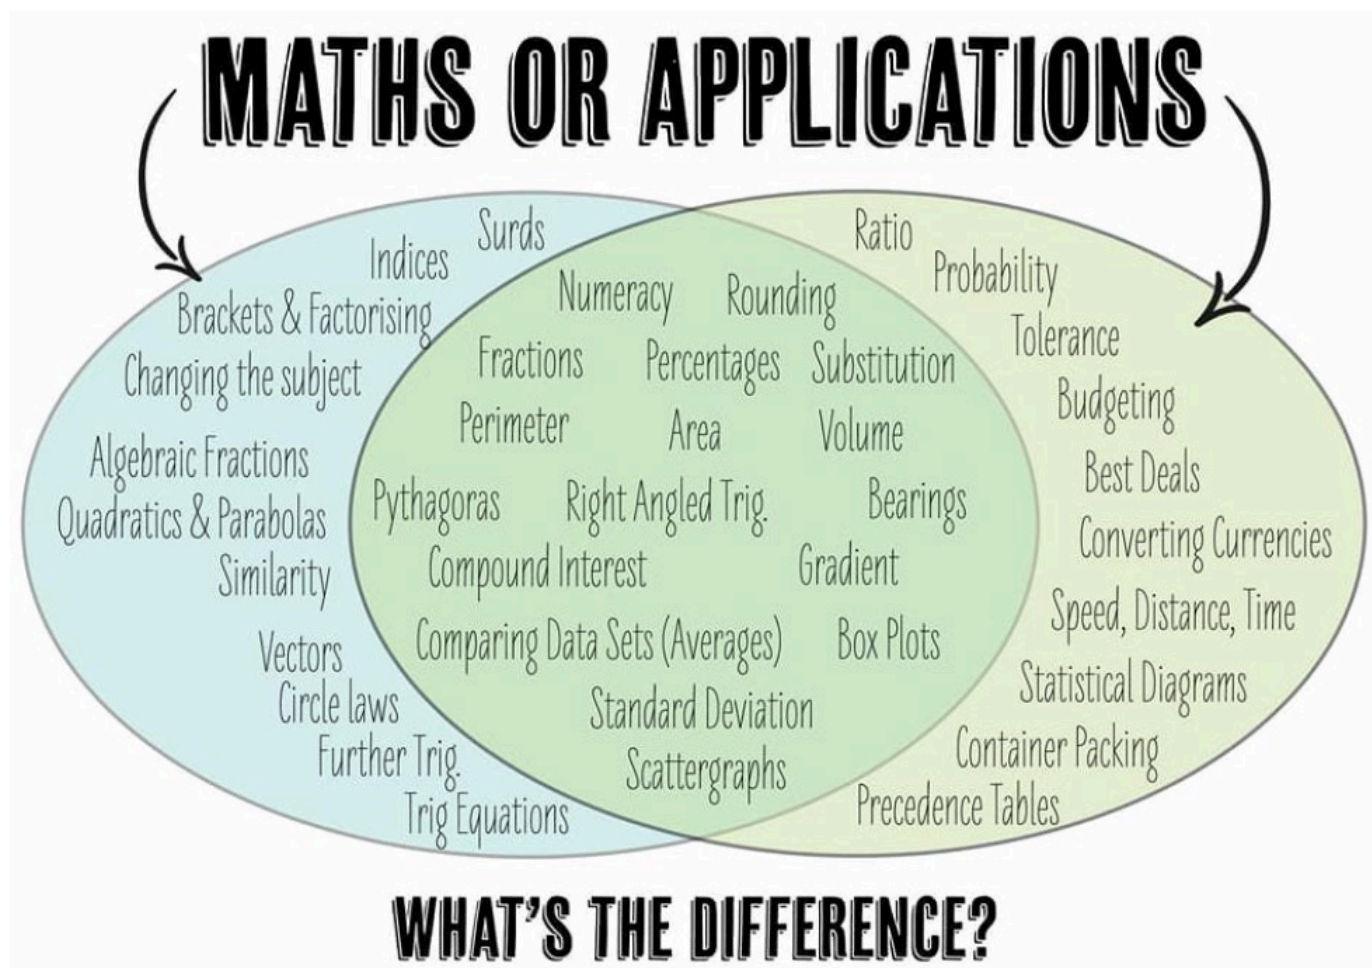 MATHS OR APPLICATIONS
Surds
Indices
Brackets & Factorising
Changing the subject
Algebraic Fractions
Quadratics & Parabolas
Similarity
Vectors
Circle laws
Further Trig.
Trig Equations
Numeracy Rounding
Fractions Percentages Substitution
Perimeter Area Volume
Pythagoras Right Angled Trig. Bearings
Compound Interest Gradient
Comparing Data Sets (Averages) Box Plots
Standard Deviation
Scattergraphs
Ratio
Probability
Tolerance
Budgeting
Best Deals
Converting Currencies
Speed, Distance, Time
Statistical Diagrams
Container Packing
Precedence Tables
WHAT'S THE DIFFERENCE?